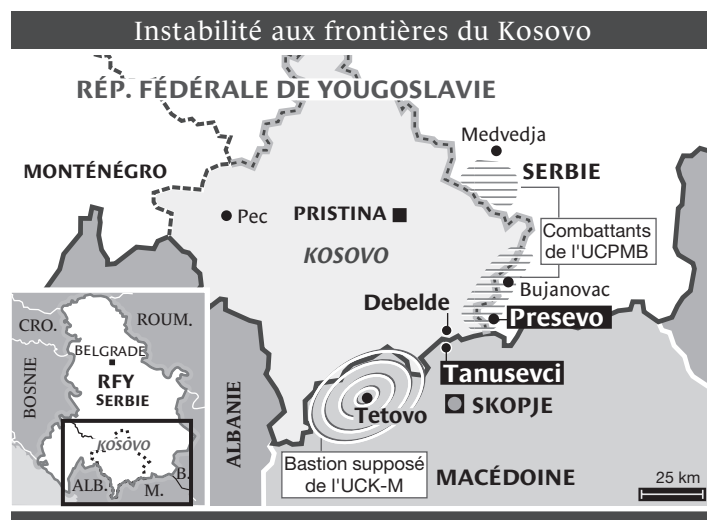 Instabilité aux frontières du Kosovo
RÉP. FÉDÉRALE DE YOUGOSLAVIE
Medvedja
MONTÉNÉGRO
SERBIE
Pec
PRISTINA
KOSOVO
Combattants
de l'UCPMB
Bujanovac
Debelde
Presevo
Tanusevci
SKOPJE
Tetovo
ALBANIE
Bastion supposé
de l'UCK-M
MACÉDOINE
25 km
CRO.
ROUM.
BELGRADE
BOSNIE
RFY
SERBIE
KOSOVO
ALB.
M.
B.